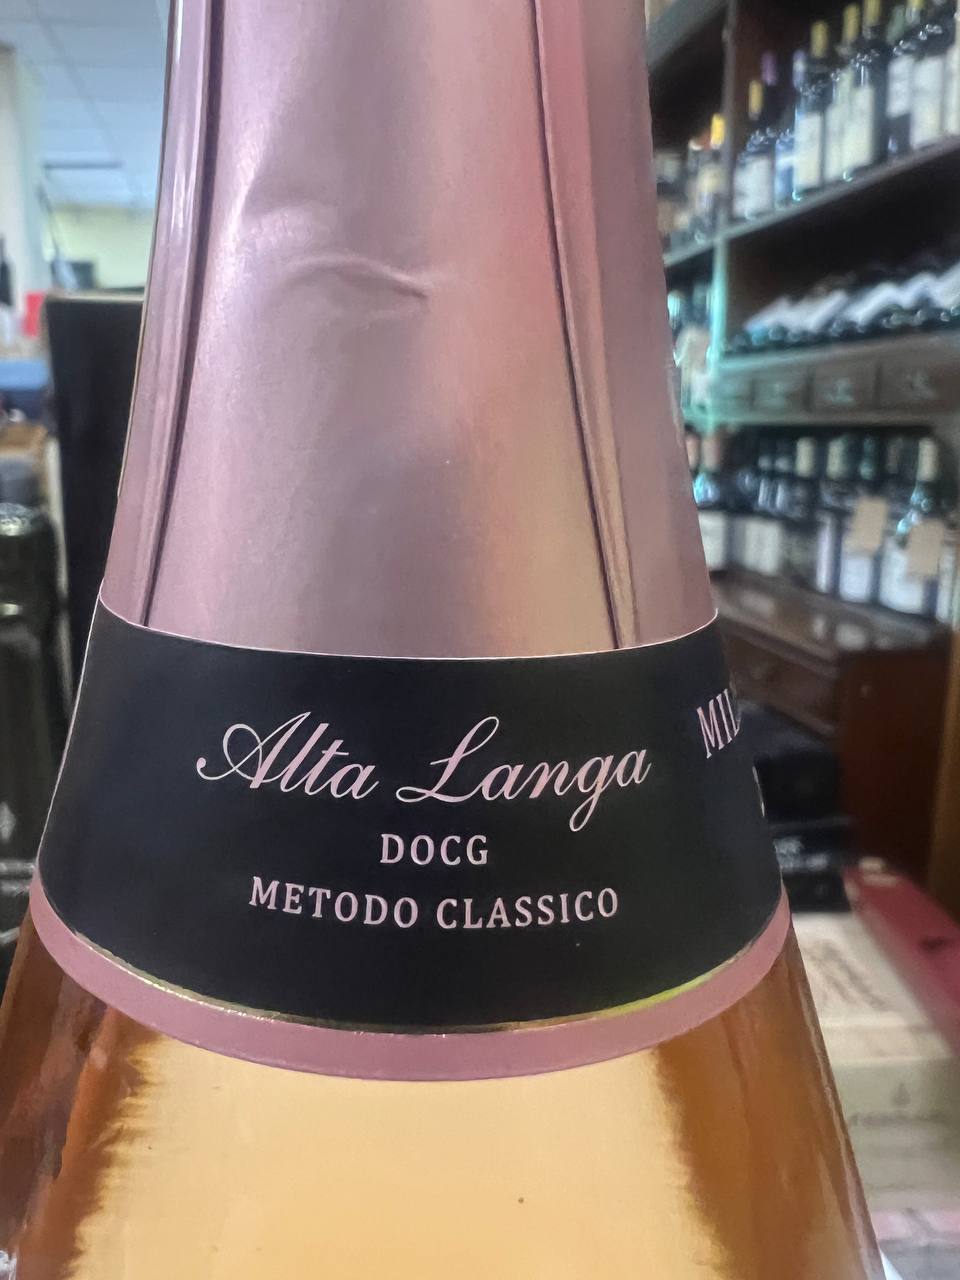 Alta Langa
DOCG
METODO CLASSICO